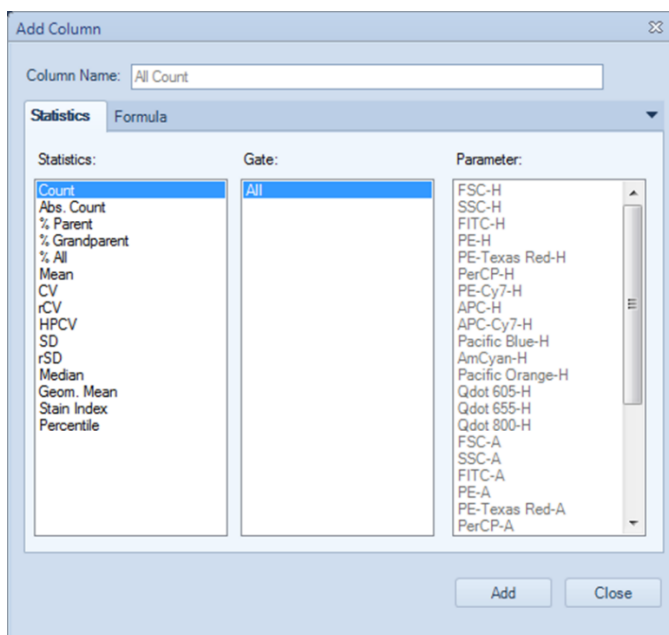 Add Column
Column Name: All Count
Statistics
Formula
Statistics:
Count
Abs. Count
% Parent
% Grandparent
% All
Mean
CV
rCV
HPCV
SD
rSD
Median
Geom. Mean
Stain Index
Percentile
Gate:
All
Parameter:
FSC-H
SSC-H
FITC-H
PE-H
PE-Texas Red-H
PerCP-H
PE-Cy7-H
APC-H
APC-Cy7-H
Pacific Blue-H
AmCyan-H
Pacific Orange-H
Qdot 605-H
Qdot 655-H
Qdot 800-H
FSC-A
SSC-A
FITC-A
PE-A
PE-Texas Red-A
PerCP-A
Add
Close